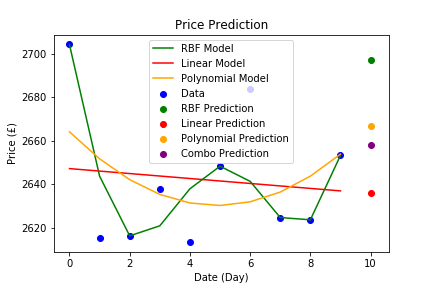 Price Prediction
RBF Model
Linear Model
Polynomial Model
Data
RBF Prediction
Linear Prediction
Polynomial Prediction
Combo Prediction
Price (£)
2700
2680
2660
2640
2620
0 2 4 6 8 10
Date (Day)